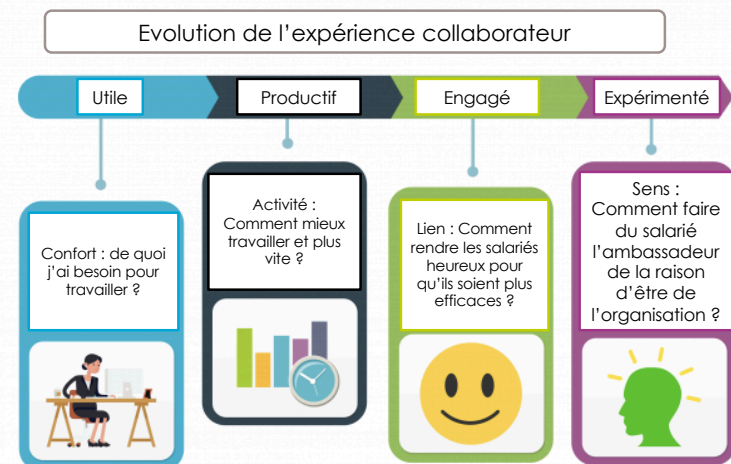 Evolution de l’expérience collaborateur
Utile
Productif
Engagé
Expérimenté
Confort : de quoi
j’ai besoin pour
travailler ?
Activité :
Comment mieux
travailler et plus
vite ?
Lien : Comment
rendre les salariés
heureux pour
qu’ils soient plus
efficaces ?
Sens :
Comment faire
du salarié
l’ambassadeur
de la raison
d’être de
l’organisation ?